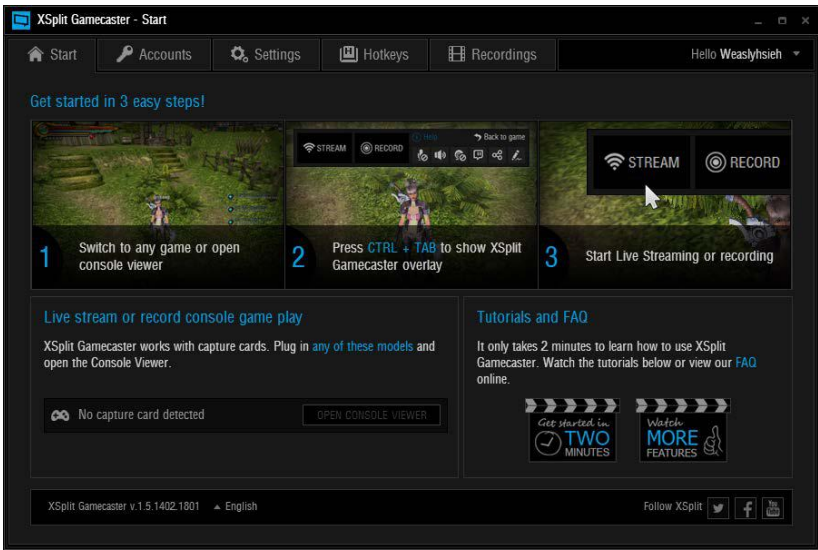 XSplit Gamecaster - Start
Start
Accounts
Settings
Hotkeys
Recordings
Hello Weaslyhsieh
Get started in 3 easy steps!
STREAM
RECORD
Help
Back to game
STREAM
RECORD
1
Switch to any game or open
console viewer
2
Press CTRL + TAB to show XSplit
Gamecaster overlay
3
Start Live Streaming or recording
Live stream or record console game play
XSplit Gamecaster works with capture cards. Plug in any of these models and
open the Console Viewer.
No capture card detected
OPEN CONSOLE VIEWER
Tutorials and FAQ
It only takes 2 minutes to learn how to use XSplit
Gamecaster. Watch the tutorials below or view our FAQ
online.
Get started in
TWO
MINUTES
Watch
MORE
FEATURES
XSplit Gamecaster v.1.5.1402.1801
English
Follow XSplit
You
Tube